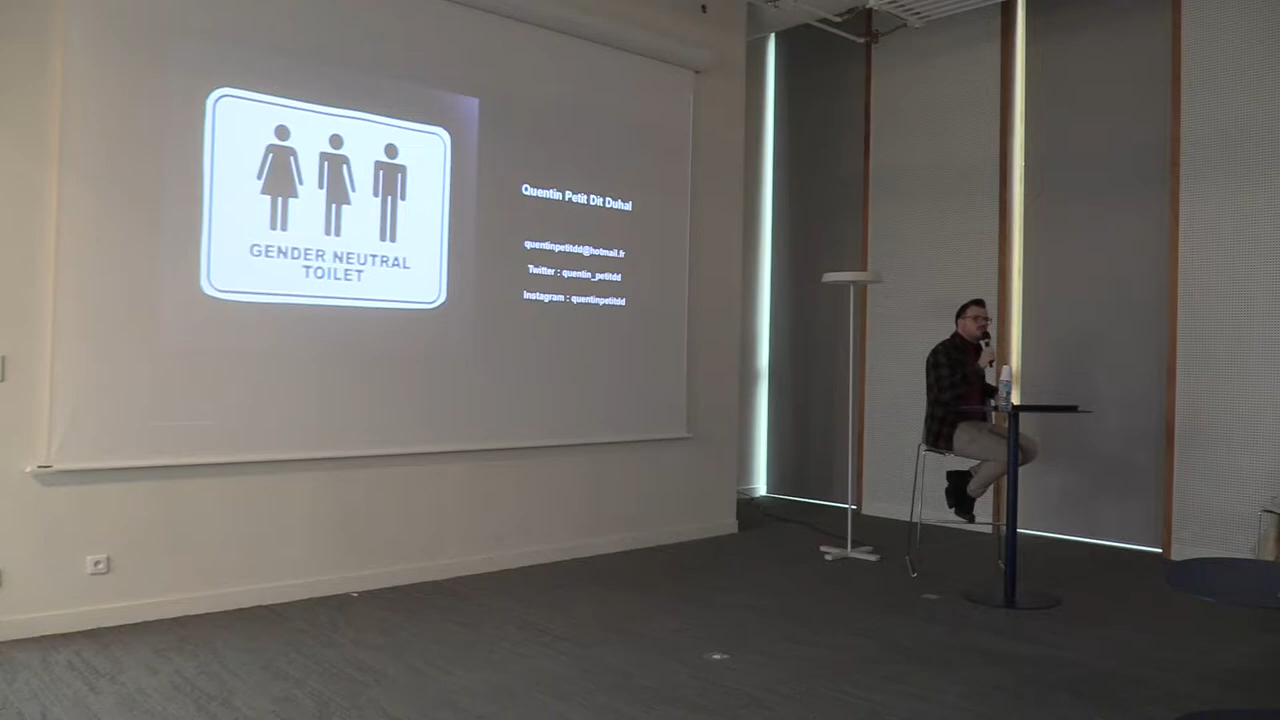 GENDER NEUTRAL
TOILET
Quentin Petit Dit Duhal
quentinpetitdd@hotmail.fr
Twitter : quentin_petitdd
Instagram : quentinpetitdd